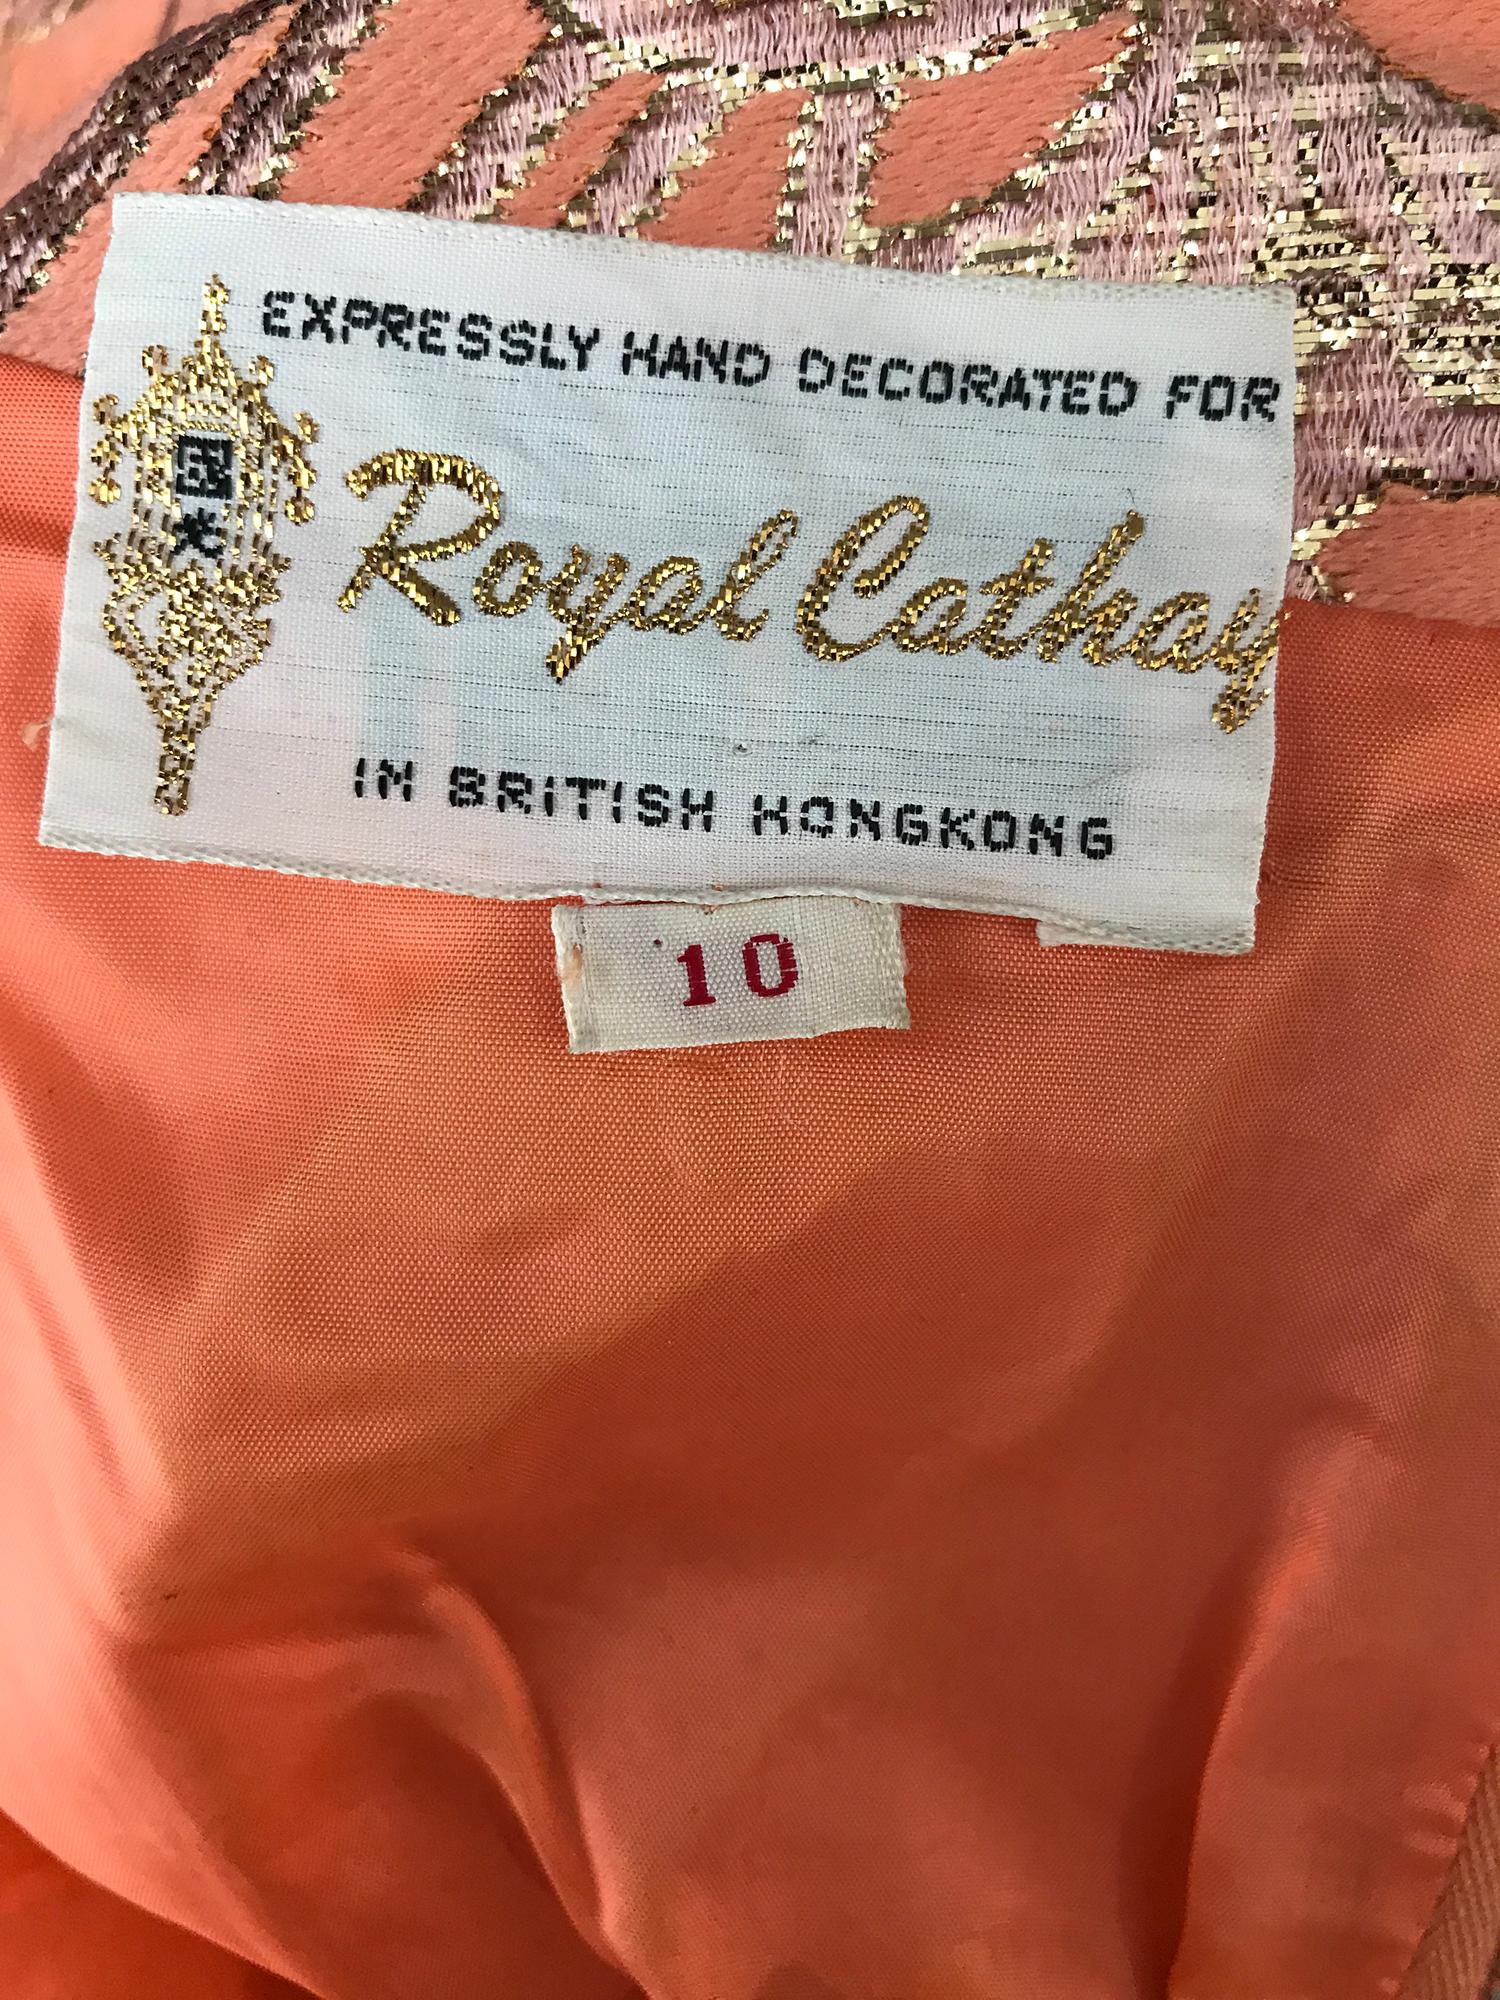 EXPRESSLY HAND DECORATED FOR
Royal Cathay
IN BRITISH HONGKONG
10